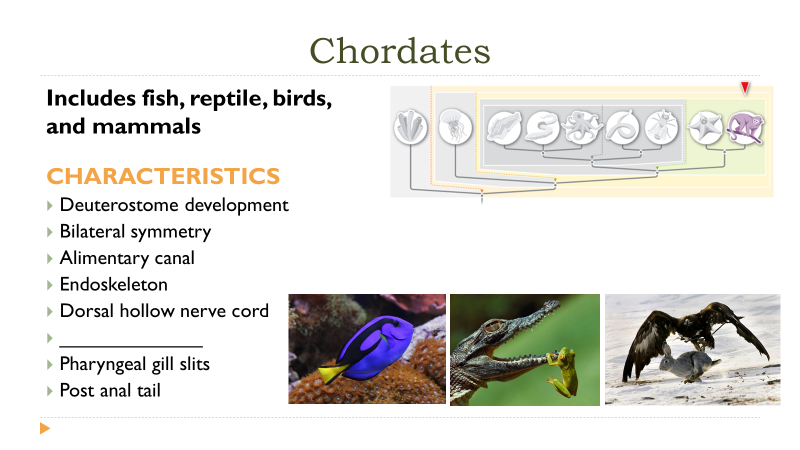 Chordates
Includes fish, reptile, birds,
and mammals
CHARACTERISTICS
Deuterostome development
Bilateral symmetry
Alimentary canal
Endoskeleton
Dorsal hollow nerve cord
_______________
Pharyngeal gill slits
Post anal tail